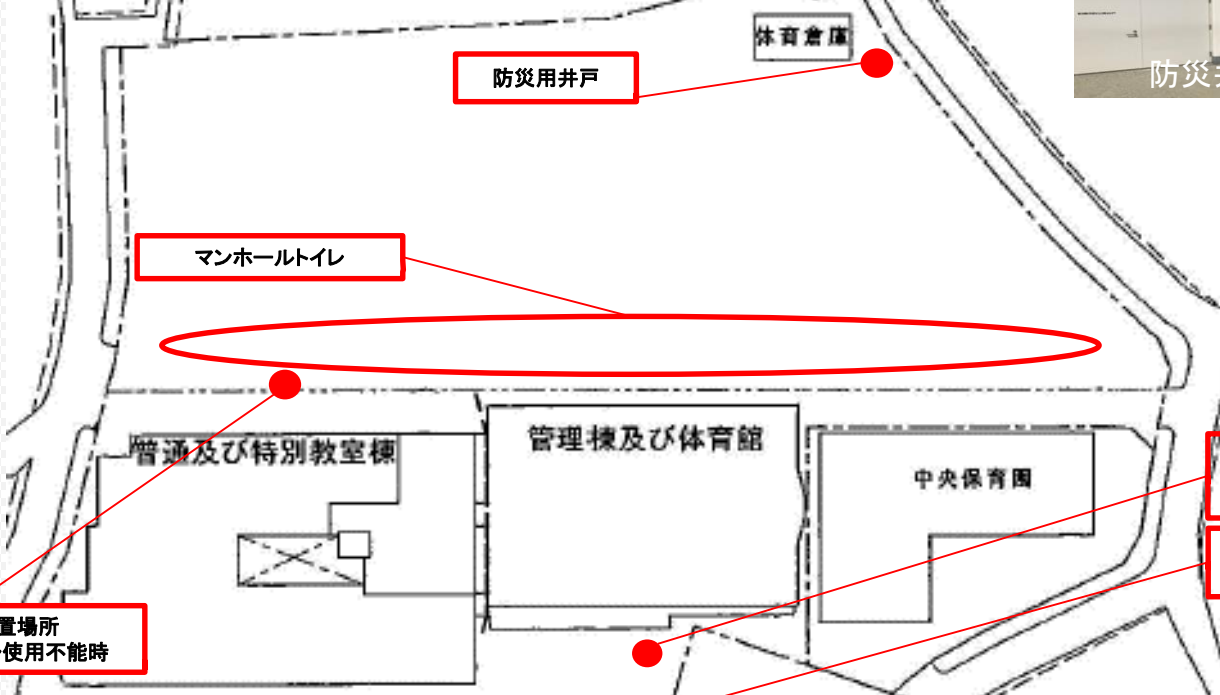 体育倉庫
防災用井戸
防災
マンホールトイレ
普通及び特別教室棟
管理棟及び体育館
中央保育園
置場所
使用不能時